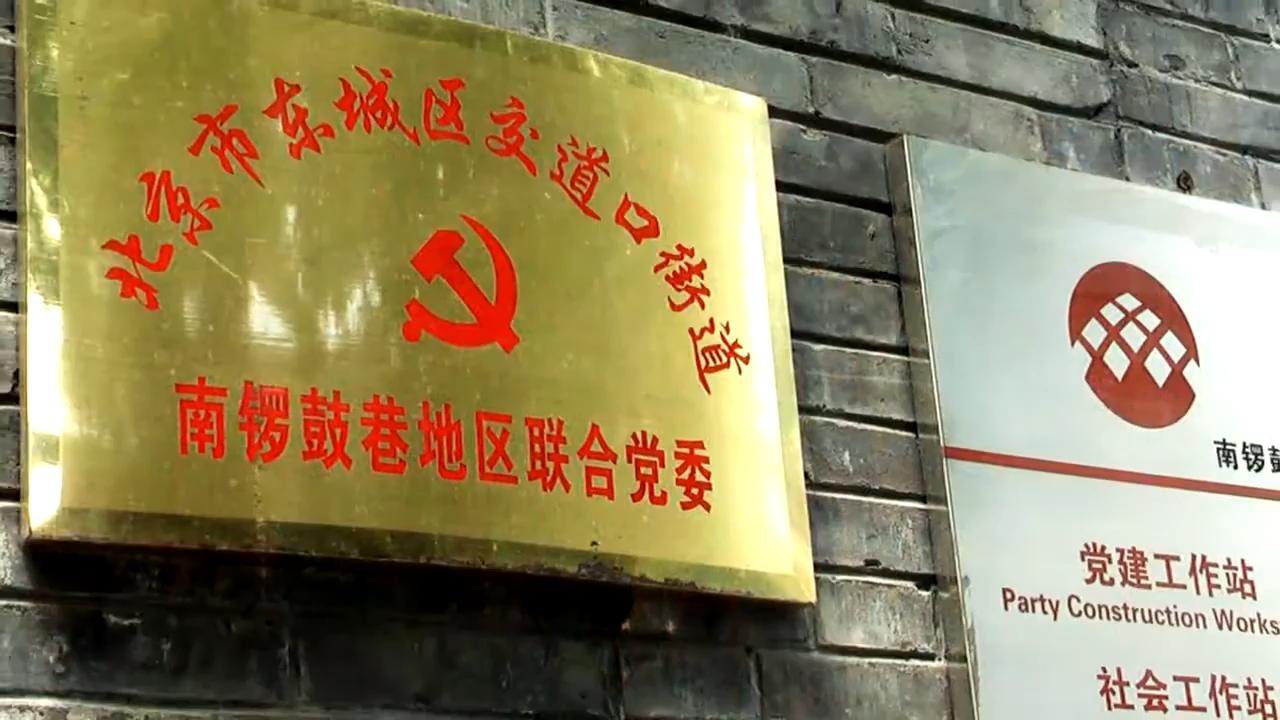 北京市东城区交道口街道
南锣鼓巷地区联合党委
南锣鼓
党建工作站
Party Construction Works
社会工作站